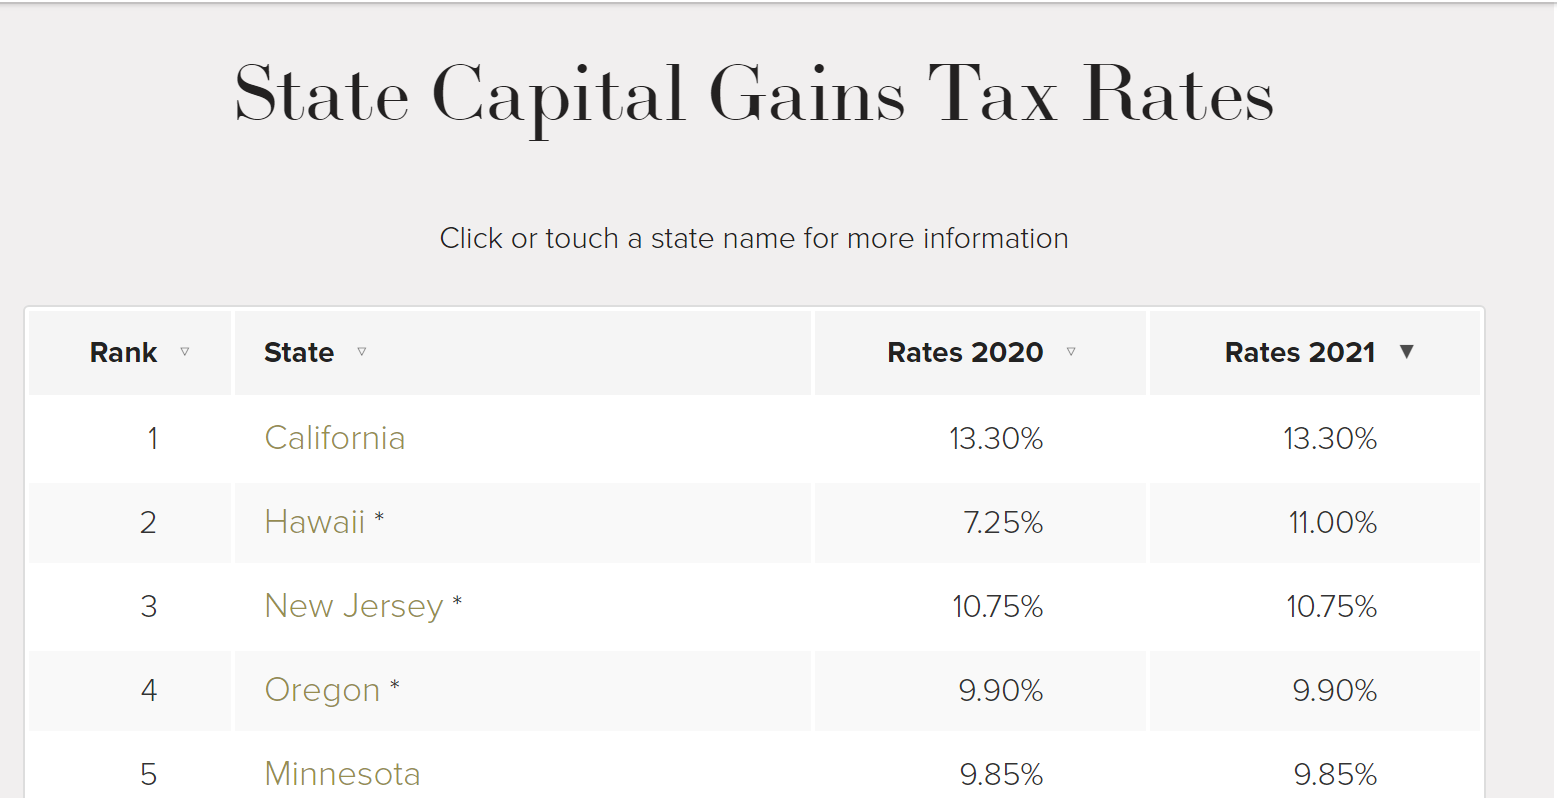 State Capital Gains Tax Rates
Click or touch a state name for more information
Rank ▽ State ▽ Rates 2020 ▽ Rates 2021 ▼
1 California 13.30% 13.30%
2 Hawaii * 7.25% 11.00%
3 New Jersey * 10.75% 10.75%
4 Oregon * 9.90% 9.90%
5 Minnesota 9.85% 9.85%